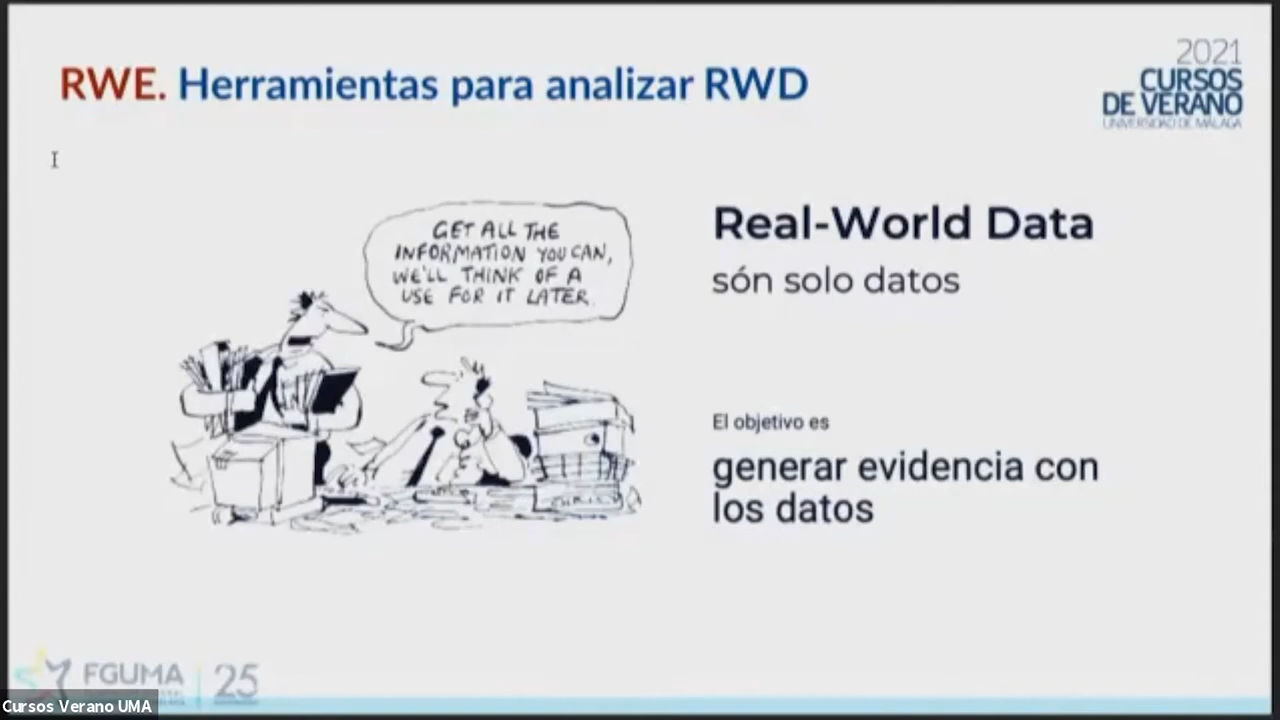 RWE. Herramientas para analizar RWD
2021
CURSOS
DE VERANO
UNIVERSIDAD DE MÁLAGA
GET ALL THE
INFORMATION YOU CAN,
WE'LL THINK OF A
USE FOR IT LATER.
Real-World Data
són solo datos
El objetivo es
generar evidencia con
los datos
FGUMA
25
Cursos Verano UMA